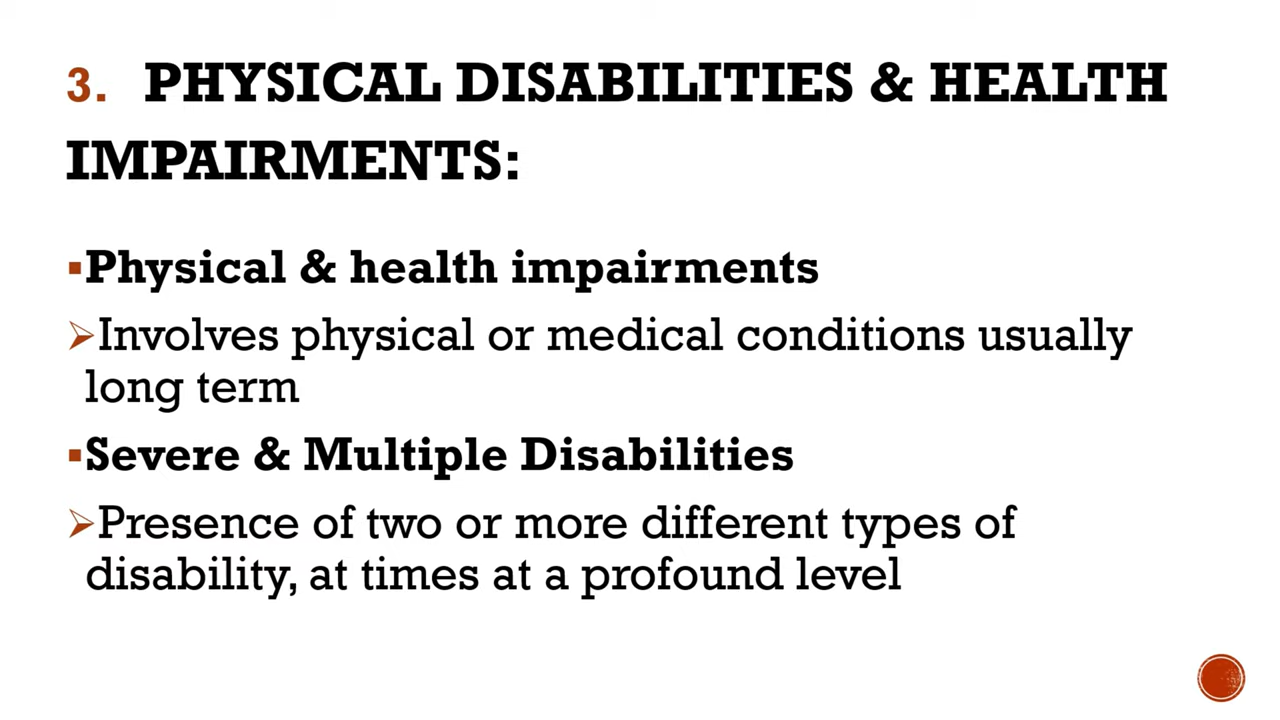 3. PHYSICAL DISABILITIES & HEALTH
IMPAIRMENTS:
▪Physical & health impairments
➢Involves physical or medical conditions usually
long term
▪Severe & Multiple Disabilities
➢Presence of two or more different types of
disability, at times at a profound level